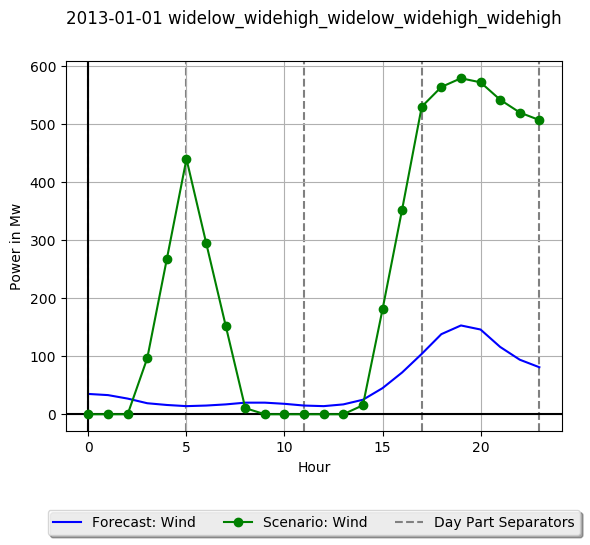 2013-01-01 widelow_widehigh_widelow_widehigh_widehigh
600
500
400
300
200
100
0
Power in Mw
0 5 10 15 20
Hour
Forecast: Wind Scenario: Wind Day Part Separators